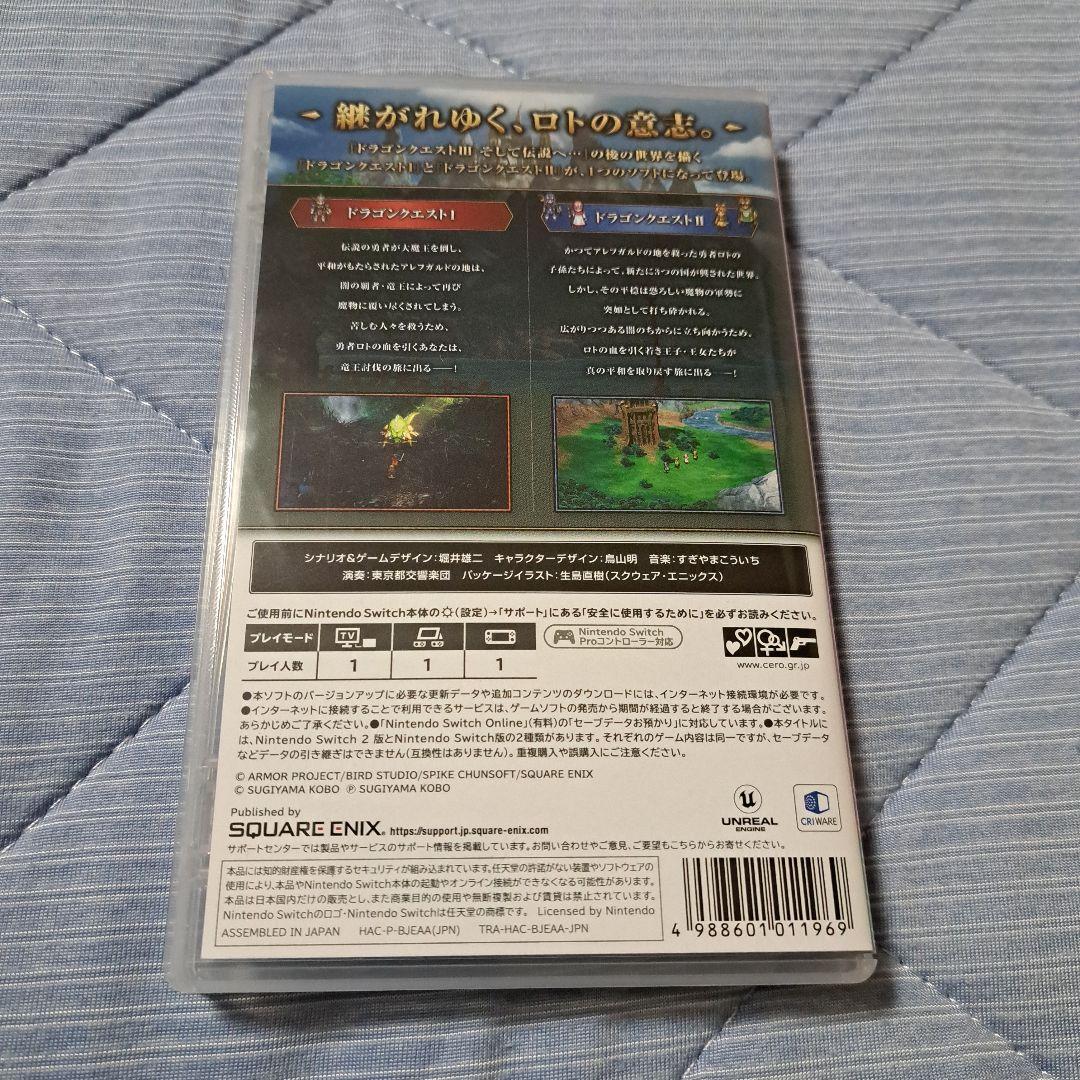 継がれゆく、ロトの意志。
『ドラゴンクエストIII そして伝説へ…』の後の世界を描く
『ドラゴンクエストI』と『ドラゴンクエストII』が、1つのソフトになって登場。
ドラゴンクエストI
伝説の勇者が大魔王を倒し、
平和がもたらされたアレフガルドの地は、
闇の覇者・竜王によって再び
魔物に覆い尽くされてしまう。
苦しむ人々を救うため、
勇者ロトの血を引くあなたは、
竜王討伐の旅に出る――!
ドラゴンクエストII
かつてアレフガルドの地を救った勇者ロトの
子孫たちによって、新たに3つの国が興された世界。
しかし、その平穏は恐ろしい魔物の軍勢に
突如として打ち砕かれる。
広がりつつある闇のちからに立ち向かうため、
ロトの血を引く若き王子・王女たちが
真の平和を取り戻す旅に出る――!
シナリオ&ゲームデザイン:堀井雄二 キャラクターデザイン:鳥山明 音楽:すぎやまこういち
演奏:東京都交響楽団 パッケージイラスト:生島直樹(スクウェア・エニックス)
ご使用前にNintendo Switch本体の(設定)→「サポート」にある「安全に使用するために」を必ずお読みください。
プレイモード TV
プレイ人数 1 1 1
Nintendo Switch
Proコントローラー対応
www.cero.gr.jp
●本ソフトのバージョンアップに必要な更新データや追加コンテンツのダウンロードには、インターネット接続環境が必要です。
●インターネットに接続することで利用できるサービスは、ゲームソフトの発売から期間が経過すると終了する場合がございます。
あらかじめご了承ください。●「Nintendo Switch Online」(有料)の「セーブデータお預かり」に対応しています。●本タイトルに
は、Nintendo Switch 2 版とNintendo Switch版の2種類があります。それぞれのゲーム内容は同一ですが、セーブデータ
などデータの引き継ぎはできません(互換性はありません)。重複購入や誤購入にご注意ください。
© ARMOR PROJECT/BIRD STUDIO/SPIKE CHUNSOFT/SQUARE ENIX
© SUGIYAMA KOBO ℗ SUGIYAMA KOBO
Published by
SQUARE ENIX. https://support.jp.square-enix.com
UNREAL
ENGINE
CRIWARE
サポートセンターでは製品やサービスのサポート情報を掲載しています。お問い合わせやご意見、ご要望もこちらからお寄せください。
本品には知的財産権を保護するセキュリティが組み込まれています。任天堂の許諾がない装置やソフトウェアの
使用により、本品やNintendo Switch本体の起動やオンライン接続ができなくなる可能性があります。
本品は日本国内だけの販売とし、また商業目的の使用や無断複製および賃貸は禁止されています。
Nintendo Switchのロゴ・Nintendo Switchは任天堂の商標です。 Licensed by Nintendo
ASSEMBLED IN JAPAN HAC-P-BJEAA(JPN) TRA-HAC-BJEAA-JPN
4 988601 011969